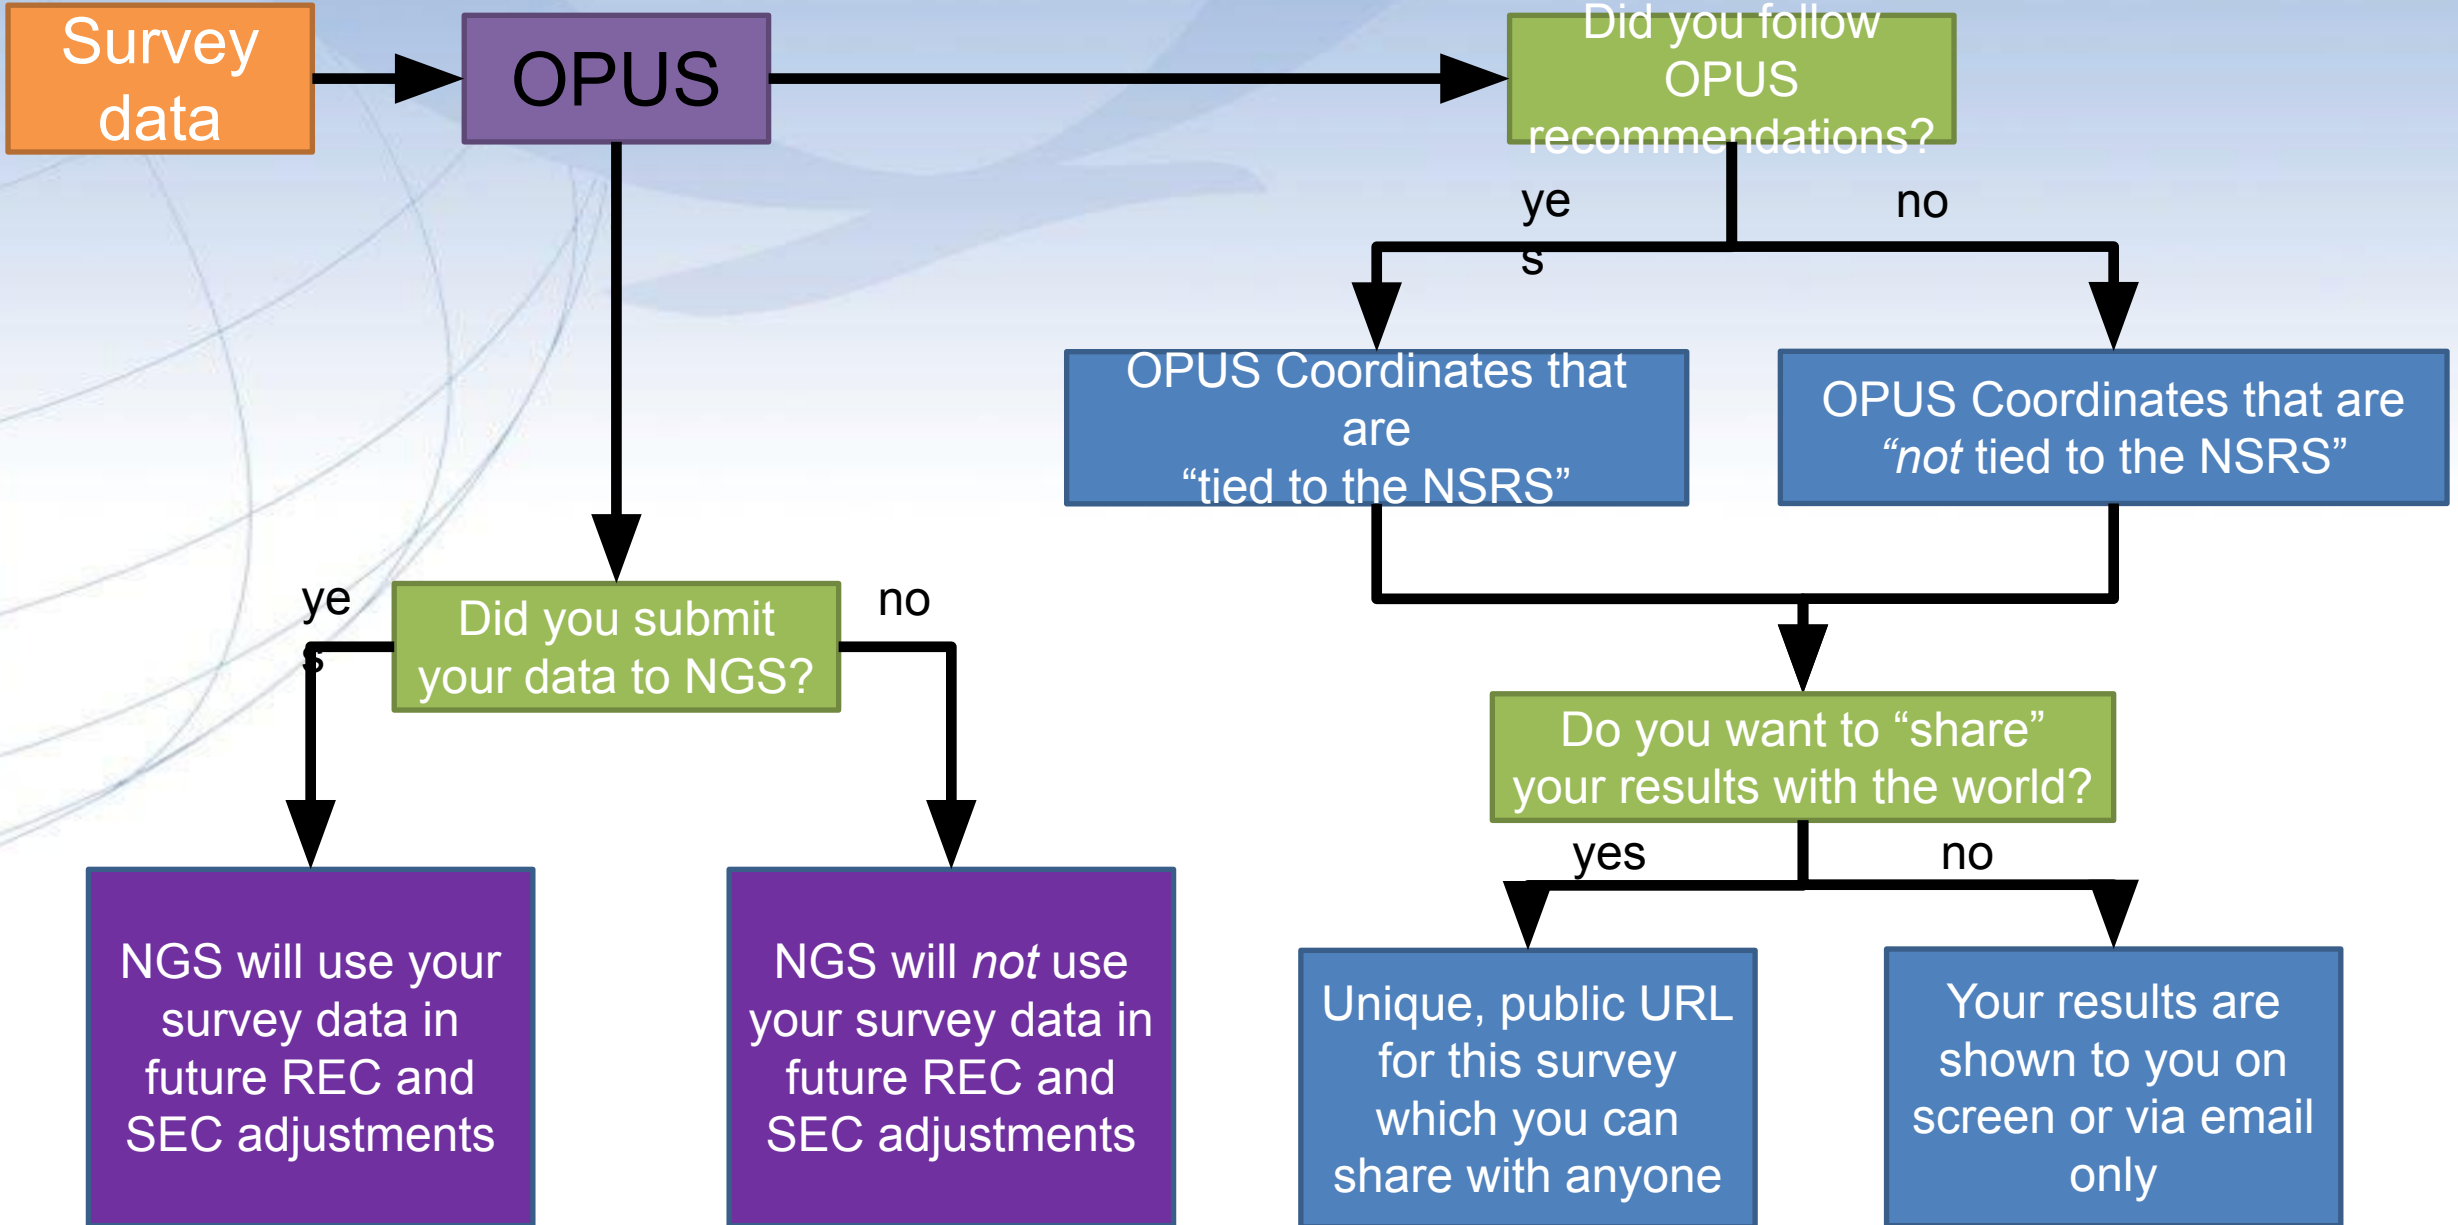 Survey
data
OPUS
Did you follow
OPUS
recommendations?
ye
s
no
OPUS Coordinates that
are
“tied to the NSRS”
OPUS Coordinates that are
“not tied to the NSRS”
ye
s
no
Did you submit
your data to NGS?
Do you want to “share”
your results with the world?
yes
no
NGS will use your
survey data in
future REC and
SEC adjustments
NGS will not use
your survey data in
future REC and
SEC adjustments
Unique, public URL
for this survey
which you can
share with anyone
Your results are
shown to you on
screen or via email
only